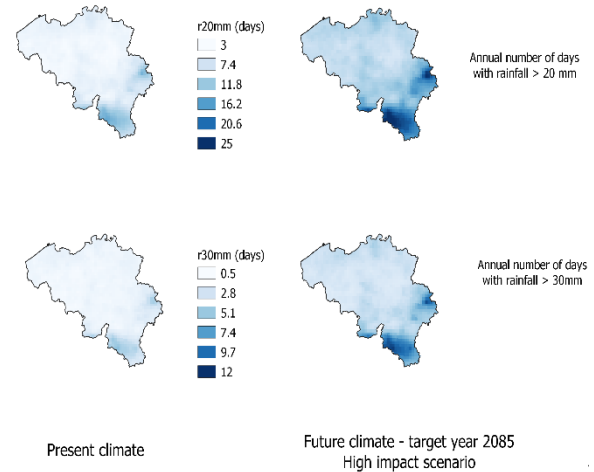 r20mm (days)
3
7.4
11.8
16.2
20.6
25
Annual number of days
with rainfall > 20 mm
r30mm (days)
0.5
2.8
5.1
7.4
9.7
12
Annual number of days
with rainfall > 30mm
Present climate
Future climate - target year 2085
High impact scenario